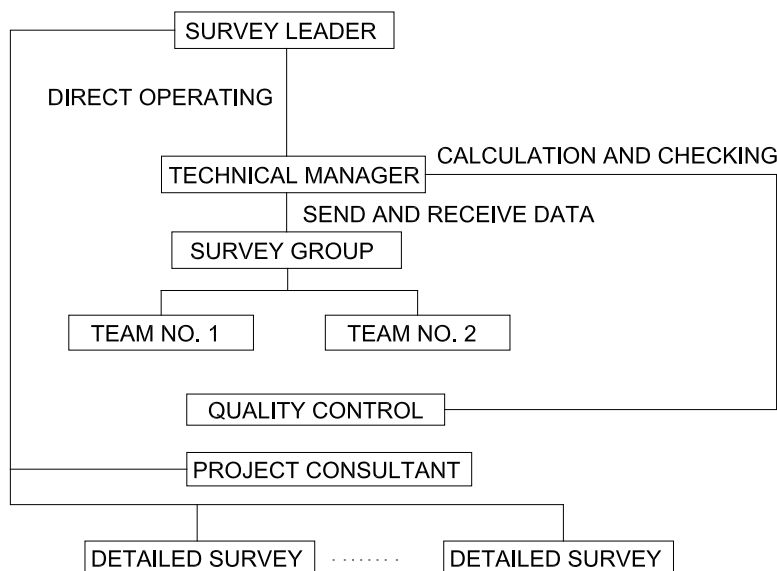 SURVEY LEADER
DIRECT OPERATING
CALCULATION AND CHECKING
TECHNICAL MANAGER
SEND AND RECEIVE DATA
SURVEY GROUP
TEAM NO. 1
TEAM NO. 2
QUALITY CONTROL
PROJECT CONSULTANT
DETAILED SURVEY ........ DETAILED SURVEY